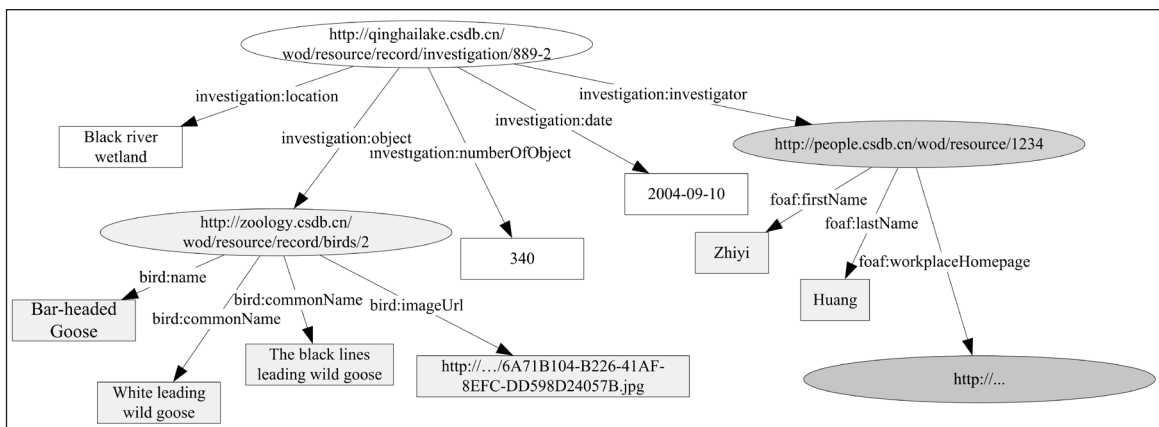 http://qinghailake.csdb.cn/
wod/resource/record/investigation/889-2
investigation:location
investigation:investigator
investigation:date
investigation:object
investigation:numberOfObject
Black river
wetland
http://people.csdb.cn/wod/resource/1234
2004-09-10
foaf:firstName
foaf:lastName
http://zoology.csdb.cn/
wod/resource/record/birds/2
340
Zhiyi
foaf:workplaceHomepage
bird:name
bird:commonName
bird:imageUrl
bird:commonName
Huang
Bar-headed
Goose
The black lines
leading wild goose
http://…/6A71B104-B226-41AF-
8EFC-DD598D24057B.jpg
http://...
White leading
wild goose